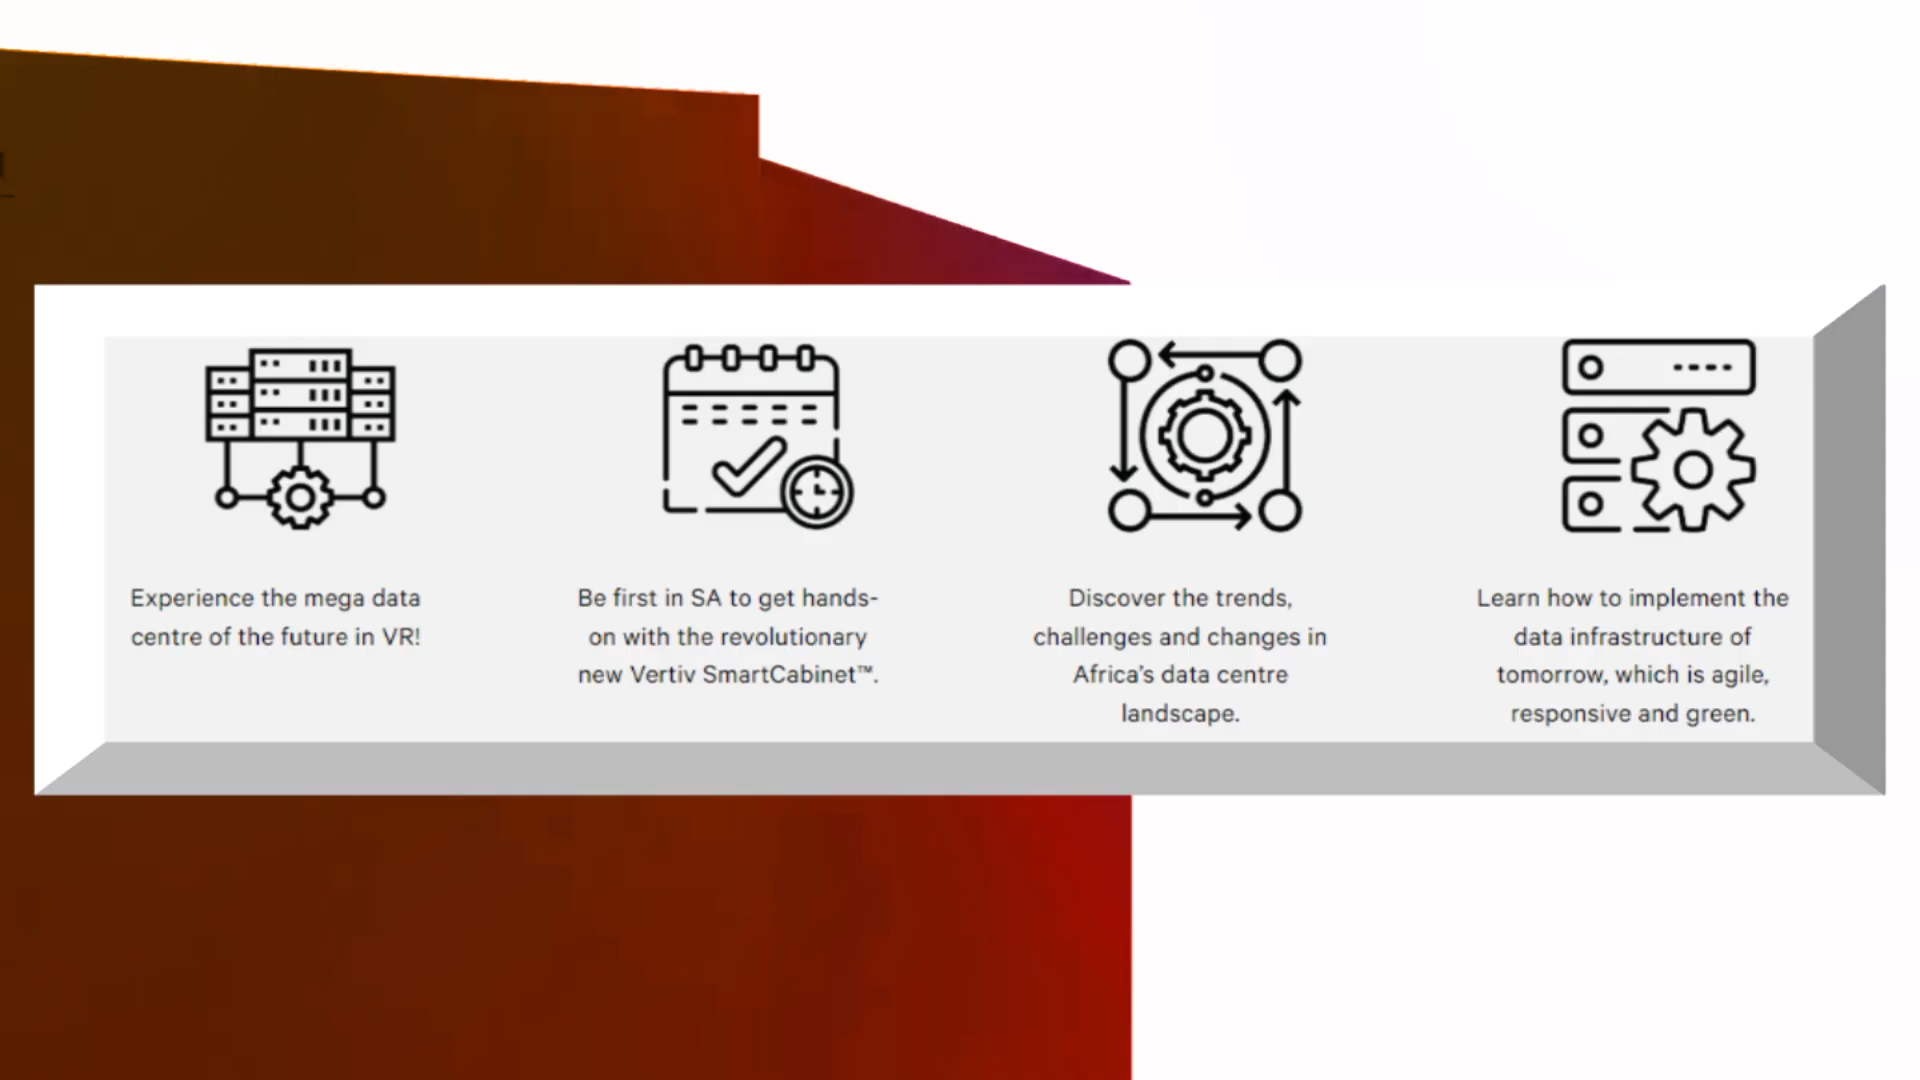 Experience the mega data
centre of the future in VR!
Be first in SA to get hands-
on with the revolutionary
new Vertiv SmartCabinet™.
Discover the trends,
challenges and changes in
Africa's data centre
landscape.
Learn how to implement the
data infrastructure of
tomorrow, which is agile,
responsive and green.